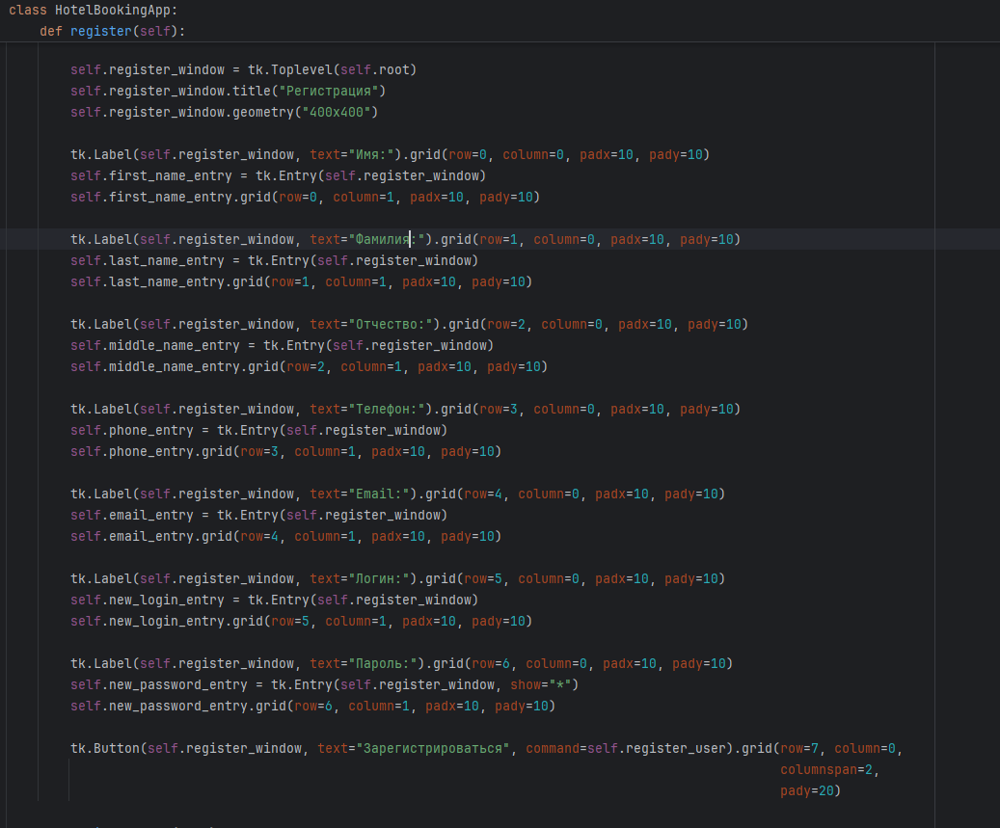 class HotelBookingApp:
    def register(self):
        self.register_window = tk.Toplevel(self.root)
        self.register_window.title("Регистрация")
        self.register_window.geometry("400x400")

        tk.Label(self.register_window, text="Имя:").grid(row=0, column=0, padx=10, pady=10)
        self.first_name_entry = tk.Entry(self.register_window)
        self.first_name_entry.grid(row=0, column=1, padx=10, pady=10)

        tk.Label(self.register_window, text="Фамилия:").grid(row=1, column=0, padx=10, pady=10)
        self.last_name_entry = tk.Entry(self.register_window)
        self.last_name_entry.grid(row=1, column=1, padx=10, pady=10)

        tk.Label(self.register_window, text="Отчество:").grid(row=2, column=0, padx=10, pady=10)
        self.middle_name_entry = tk.Entry(self.register_window)
        self.middle_name_entry.grid(row=2, column=1, padx=10, pady=10)

        tk.Label(self.register_window, text="Телефон:").grid(row=3, column=0, padx=10, pady=10)
        self.phone_entry = tk.Entry(self.register_window)
        self.phone_entry.grid(row=3, column=1, padx=10, pady=10)

        tk.Label(self.register_window, text="Email:").grid(row=4, column=0, padx=10, pady=10)
        self.email_entry = tk.Entry(self.register_window)
        self.email_entry.grid(row=4, column=1, padx=10, pady=10)

        tk.Label(self.register_window, text="Логин:").grid(row=5, column=0, padx=10, pady=10)
        self.new_login_entry = tk.Entry(self.register_window)
        self.new_login_entry.grid(row=5, column=1, padx=10, pady=10)

        tk.Label(self.register_window, text="Пароль:").grid(row=6, column=0, padx=10, pady=10)
        self.new_password_entry = tk.Entry(self.register_window, show="*")
        self.new_password_entry.grid(row=6, column=1, padx=10, pady=10)

        tk.Button(self.register_window, text="Зарегистрироваться", command=self.register_user).grid(row=7, column=0,
                                                                                                    columnspan=2,
                                                                                                    pady=20)